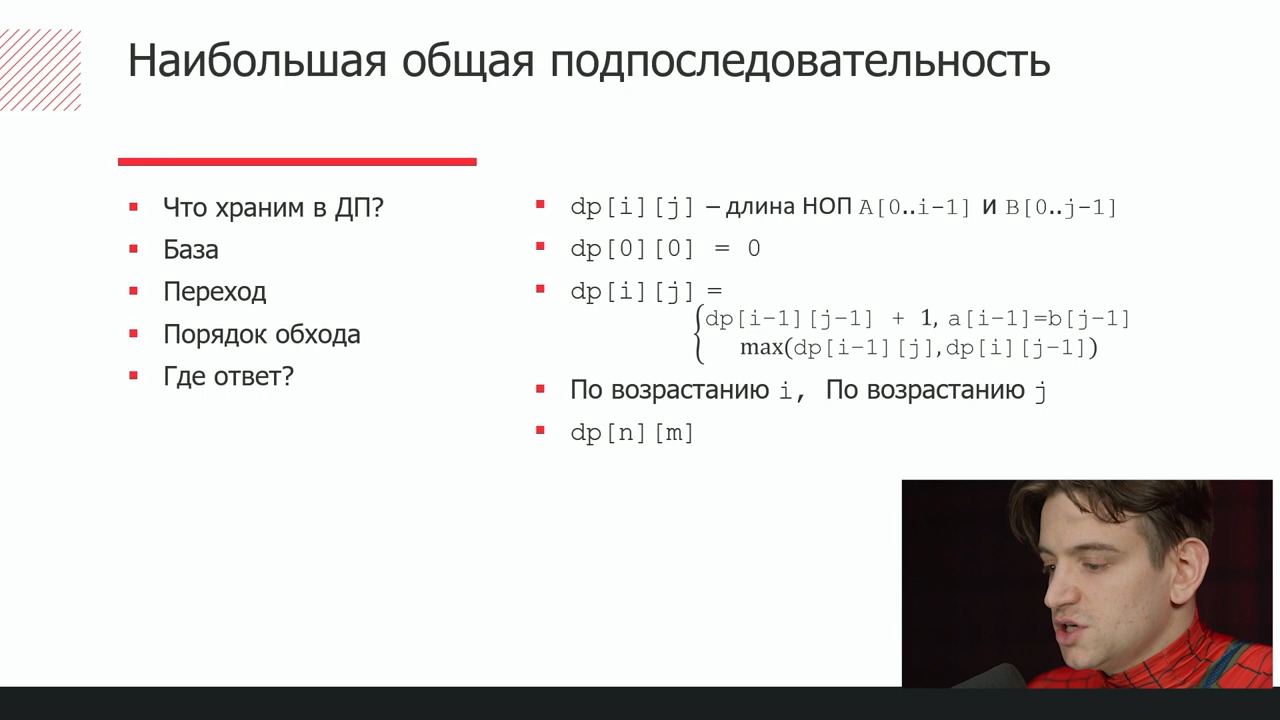 Наибольшая общая подпоследовательность
Что храним в ДП?
База
Переход
Порядок обхода
Где ответ?
dp[i][j] – длина НОП A[0..i-1] и B[0..j-1]
dp[0][0] = 0
dp[i][j] =
{dp[i−1][j−1] + 1, a[i−1]=b[j−1]
max(dp[i−1][j],dp[i][j−1])
По возрастанию i, По возрастанию j
dp[n][m]